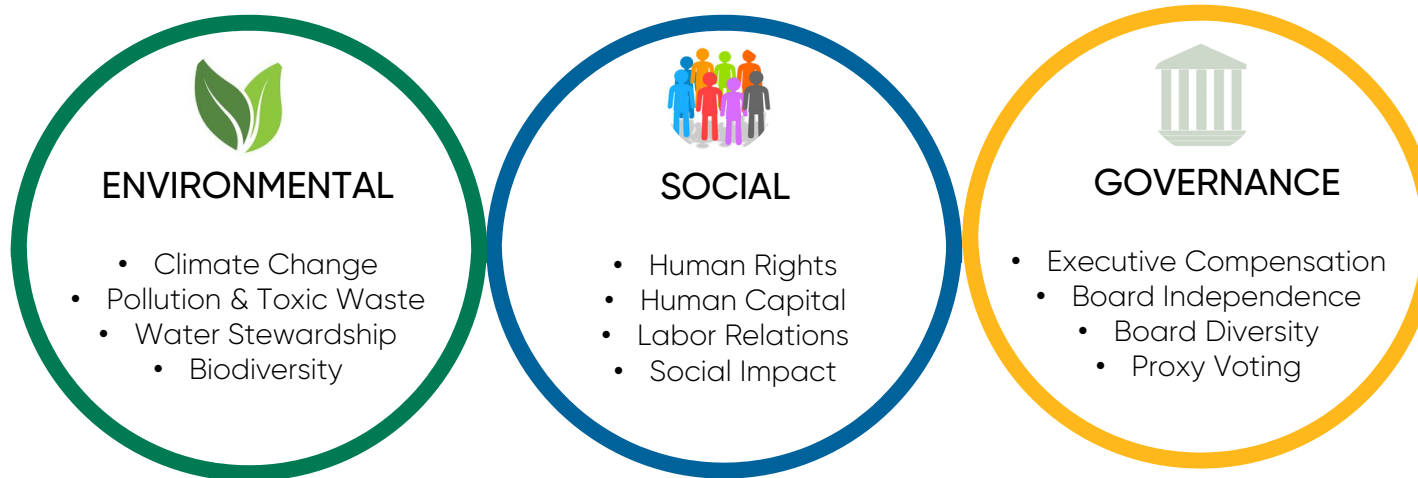 ENVIRONMENTAL
• Climate Change
• Pollution & Toxic Waste
• Water Stewardship
• Biodiversity
SOCIAL
• Human Rights
• Human Capital
• Labor Relations
• Social Impact
GOVERNANCE
• Executive Compensation
• Board Independence
• Board Diversity
• Proxy Voting